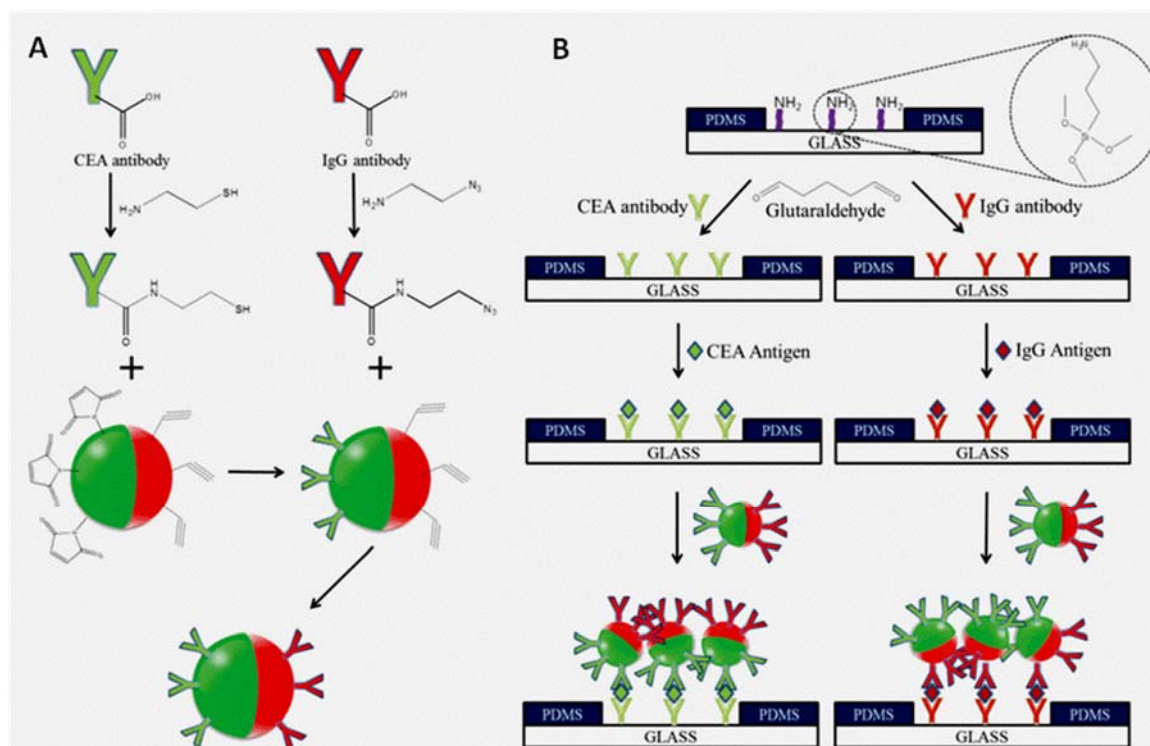 A
OH
O
CEA antibody
H₂N
SH
H
N
SH
O
OH
O
IgG antibody
H₂N
N₃
H
N
N₃
O
+
+
N
N
N
B
H₂N
Si
O
O
O
NH₂
NH₂
NH₂
PDMS
PDMS
GLASS
CEA antibody
O
O
Glutaraldehyde
IgG antibody
PDMS
PDMS
GLASS
PDMS
PDMS
GLASS
CEA Antigen
IgG Antigen
PDMS
PDMS
GLASS
PDMS
PDMS
GLASS
PDMS
PDMS
GLASS
PDMS
PDMS
GLASS